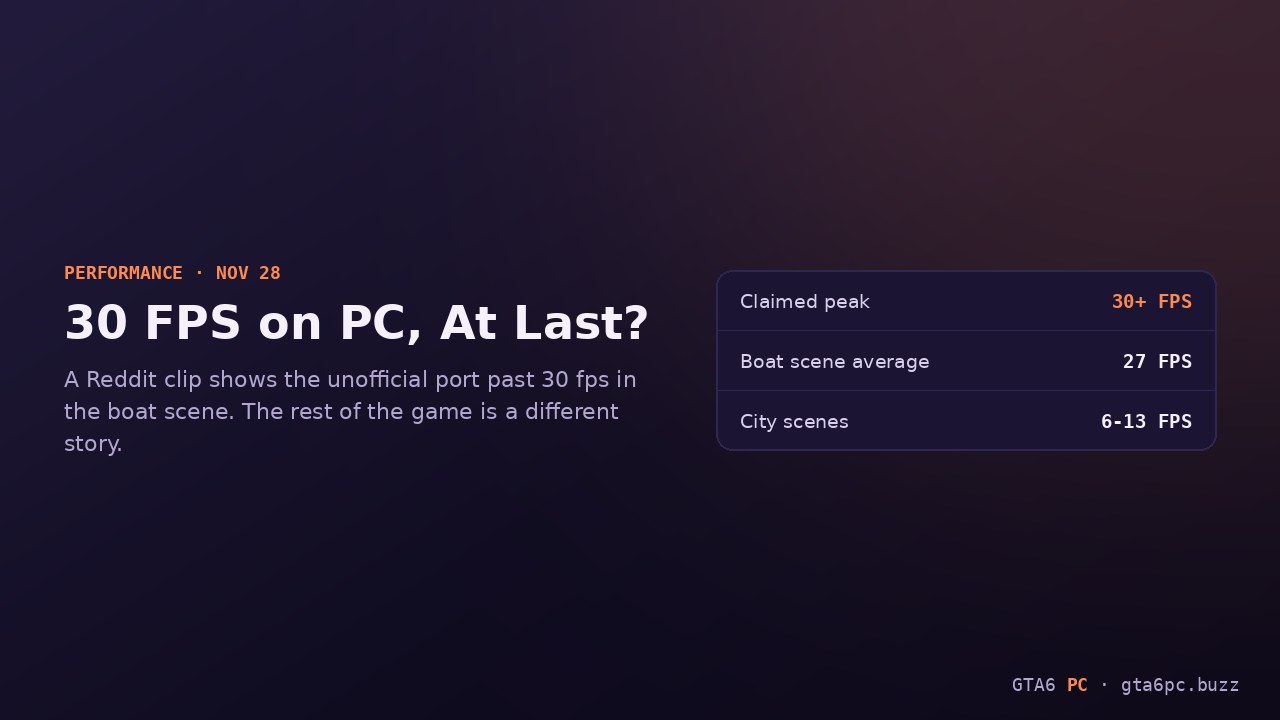 PERFORMANCE · NOV 28
30 FPS on PC, At Last?
A Reddit clip shows the unofficial port past 30 fps in
the boat scene. The rest of the game is a different
story.
Claimed peak 30+ FPS
Boat scene average 27 FPS
City scenes 6-13 FPS
GTA6 PC · gta6pc.buzz